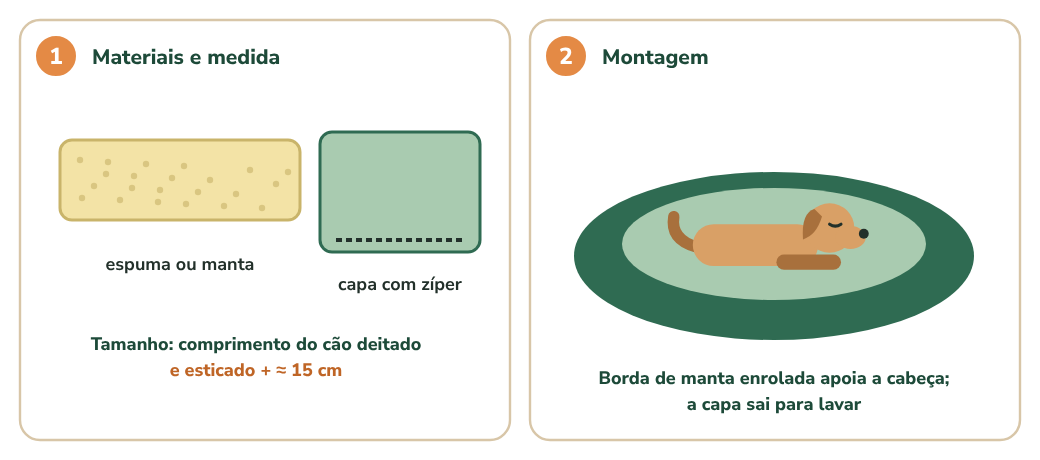 1
Materiais e medida
espuma ou manta
capa com zíper
Tamanho: comprimento do cão deitado
e esticado + ≈ 15 cm
2
Montagem
Borda de manta enrolada apoia a cabeça;
a capa sai para lavar